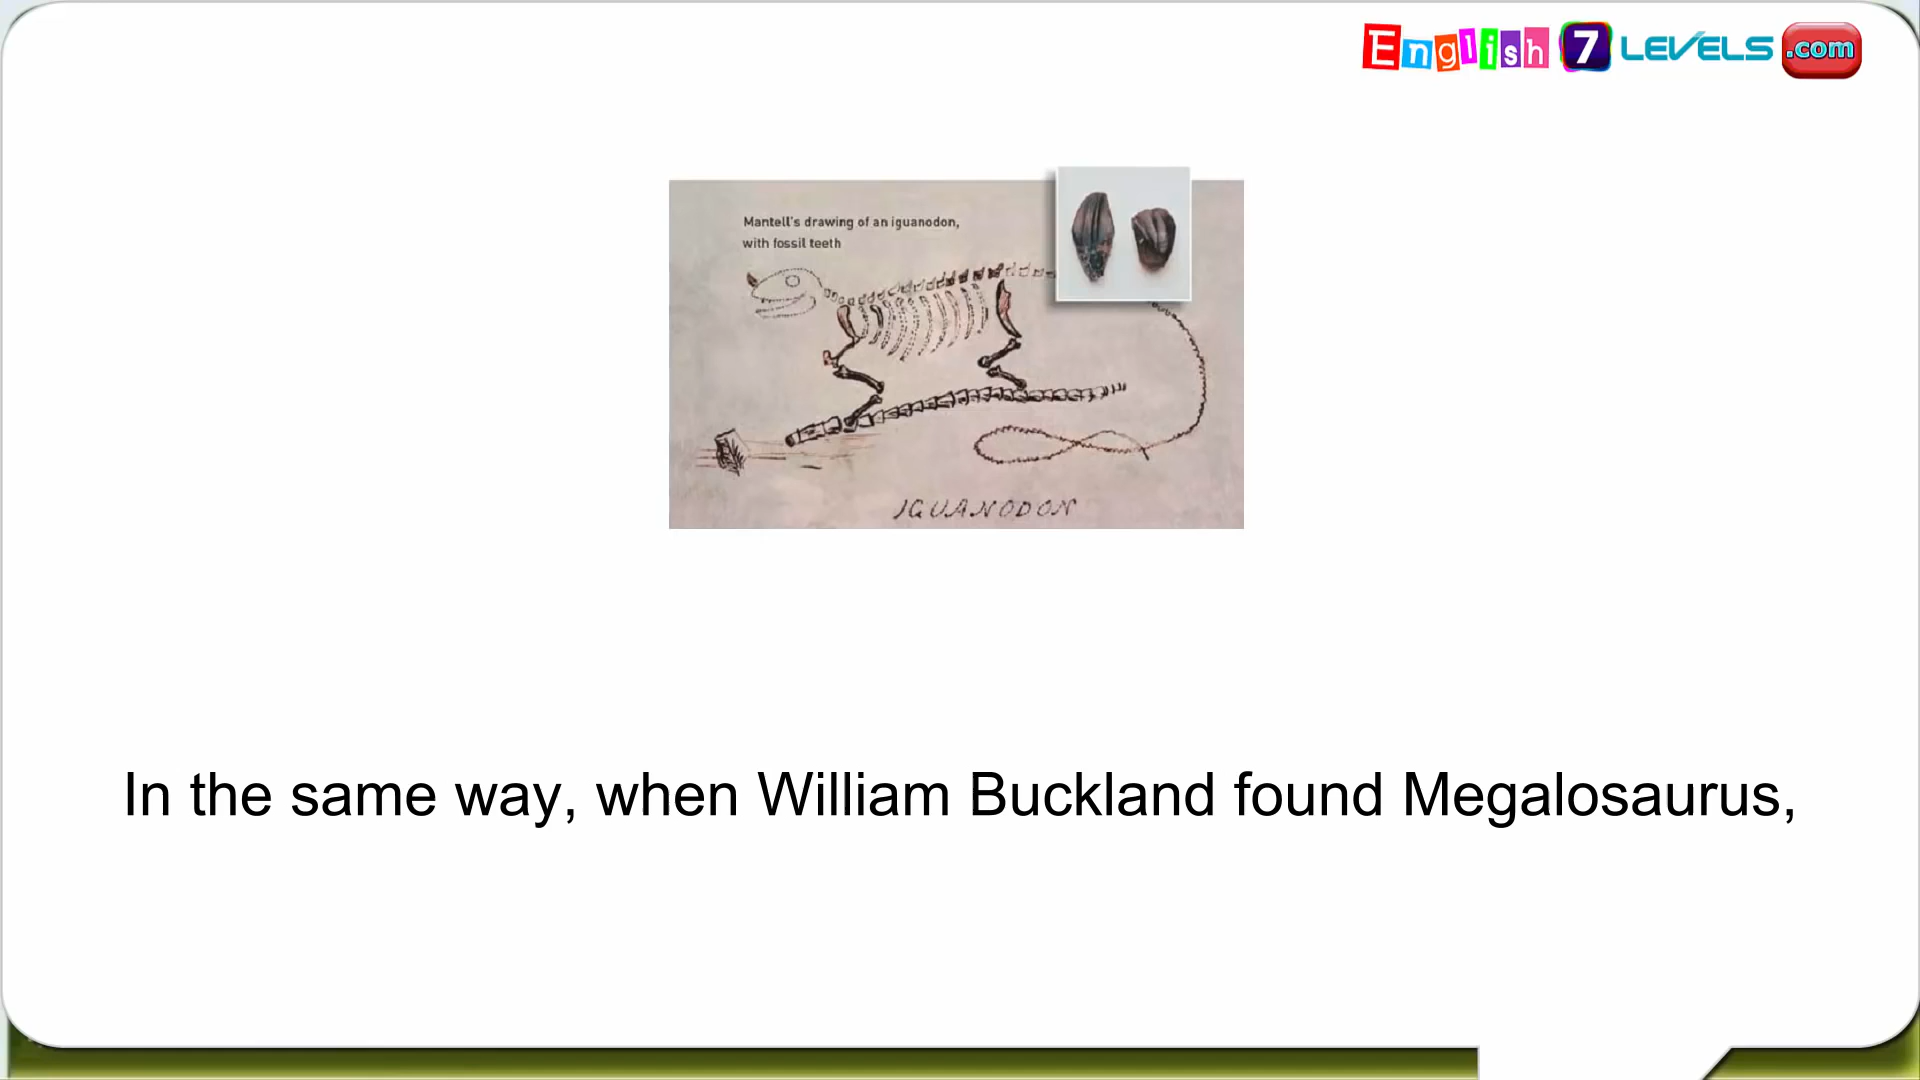 English 7 LEVELS .com
Mantell's drawing of an iguanodon,
with fossil teeth
IGUANODON
In the same way, when William Buckland found Megalosaurus,